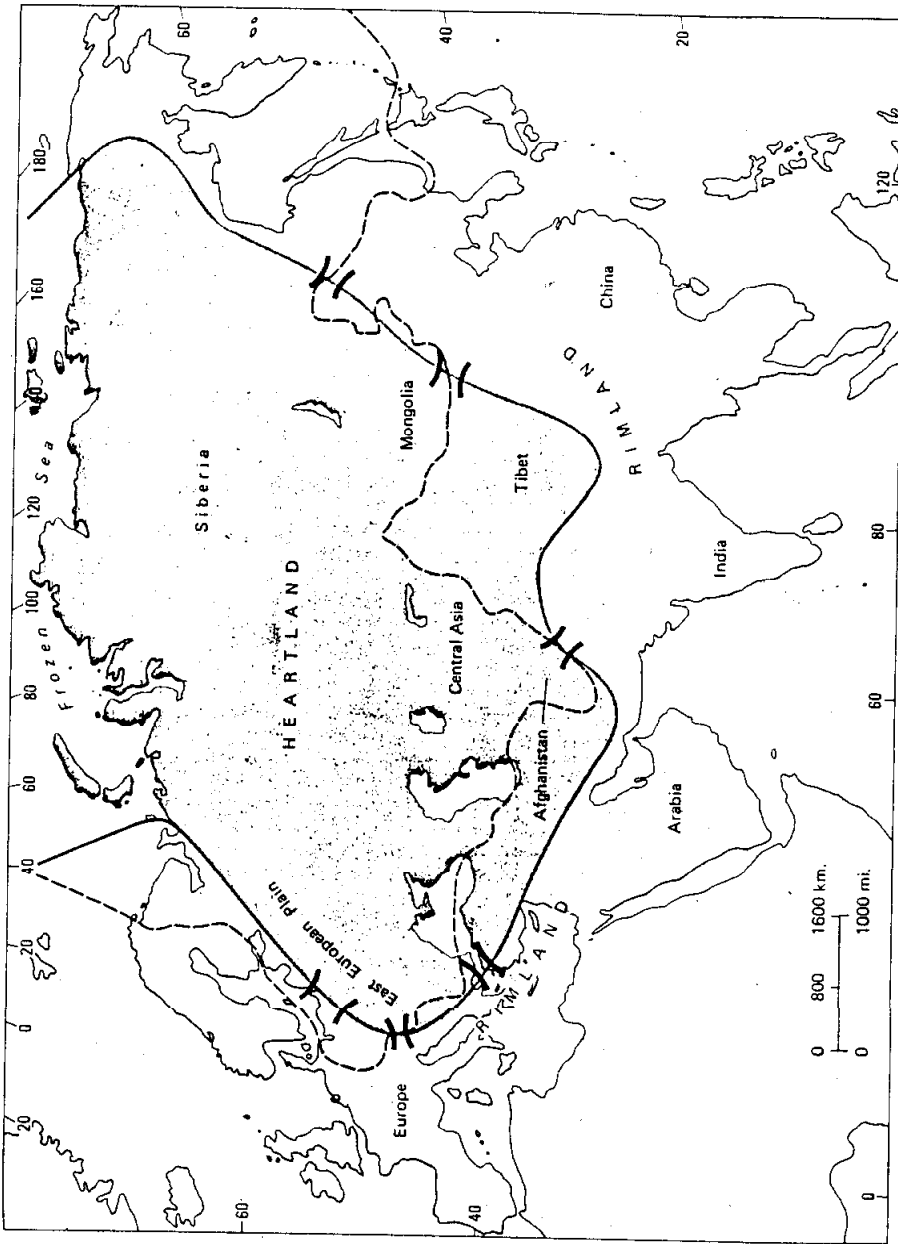 20
0
20
40
60
80
100
120
140
160
180
Frozen Sea
60
60
Siberia
HEARTLAND
East European Plain
Europe
Mongolia
Central Asia
40
40
Tibet
Afghanistan
RIMLAND
RIMLAND
China
Arabia
India
20
0 800 1600 km.
0 1000 mi.
0
60
80
120